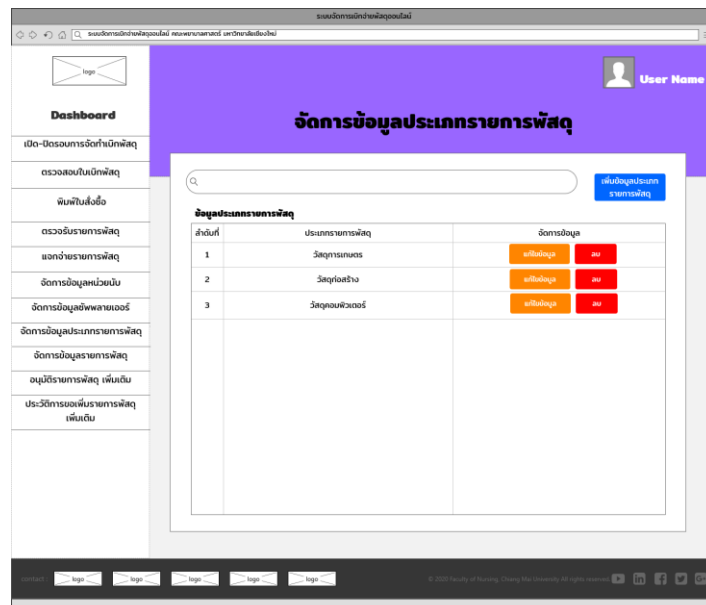 ระบบจัดการเบิกจ่ายพัสดุออนไลน์
ระบบจัดการเบิกจ่ายพัสดุออนไลน์ คณะพยาบาลศาสตร์ มหาวิทยาลัยเชียงใหม่
logo
User Name
Dashboard
จัดการข้อมูลประเภทรายการพัสดุ
เปิด-ปิดรอบการจัดทำเบิกพัสดุ
ตรวจสอบใบเบิกพัสดุ
พิมพ์ใบสั่งซื้อ
ตรวจรับรายการพัสดุ
แจกจ่ายรายการพัสดุ
จัดการข้อมูลหน่วยนับ
จัดการข้อมูลซัพพลายเออร์
จัดการข้อมูลประเภทรายการพัสดุ
จัดการข้อมูลรายการพัสดุ
อนุมัติรายการพัสดุ เพิ่มเติม
ประวัติการขอเพิ่มรายการพัสดุ
เพิ่มเติม
เพิ่มข้อมูลประเภท
รายการพัสดุ
ข้อมูลประเภทรายการพัสดุ
ลำดับที่ ประเภทรายการพัสดุ จัดการข้อมูล
1 วัสดุการเกษตร แก้ไขข้อมูล ลบ
2 วัสดุก่อสร้าง แก้ไขข้อมูล ลบ
3 วัสดุคอมพิวเตอร์ แก้ไขข้อมูล ลบ
contact : logo logo logo logo logo © 2020 Faculty of Nursing, Chiang Mai University All rights reserved.